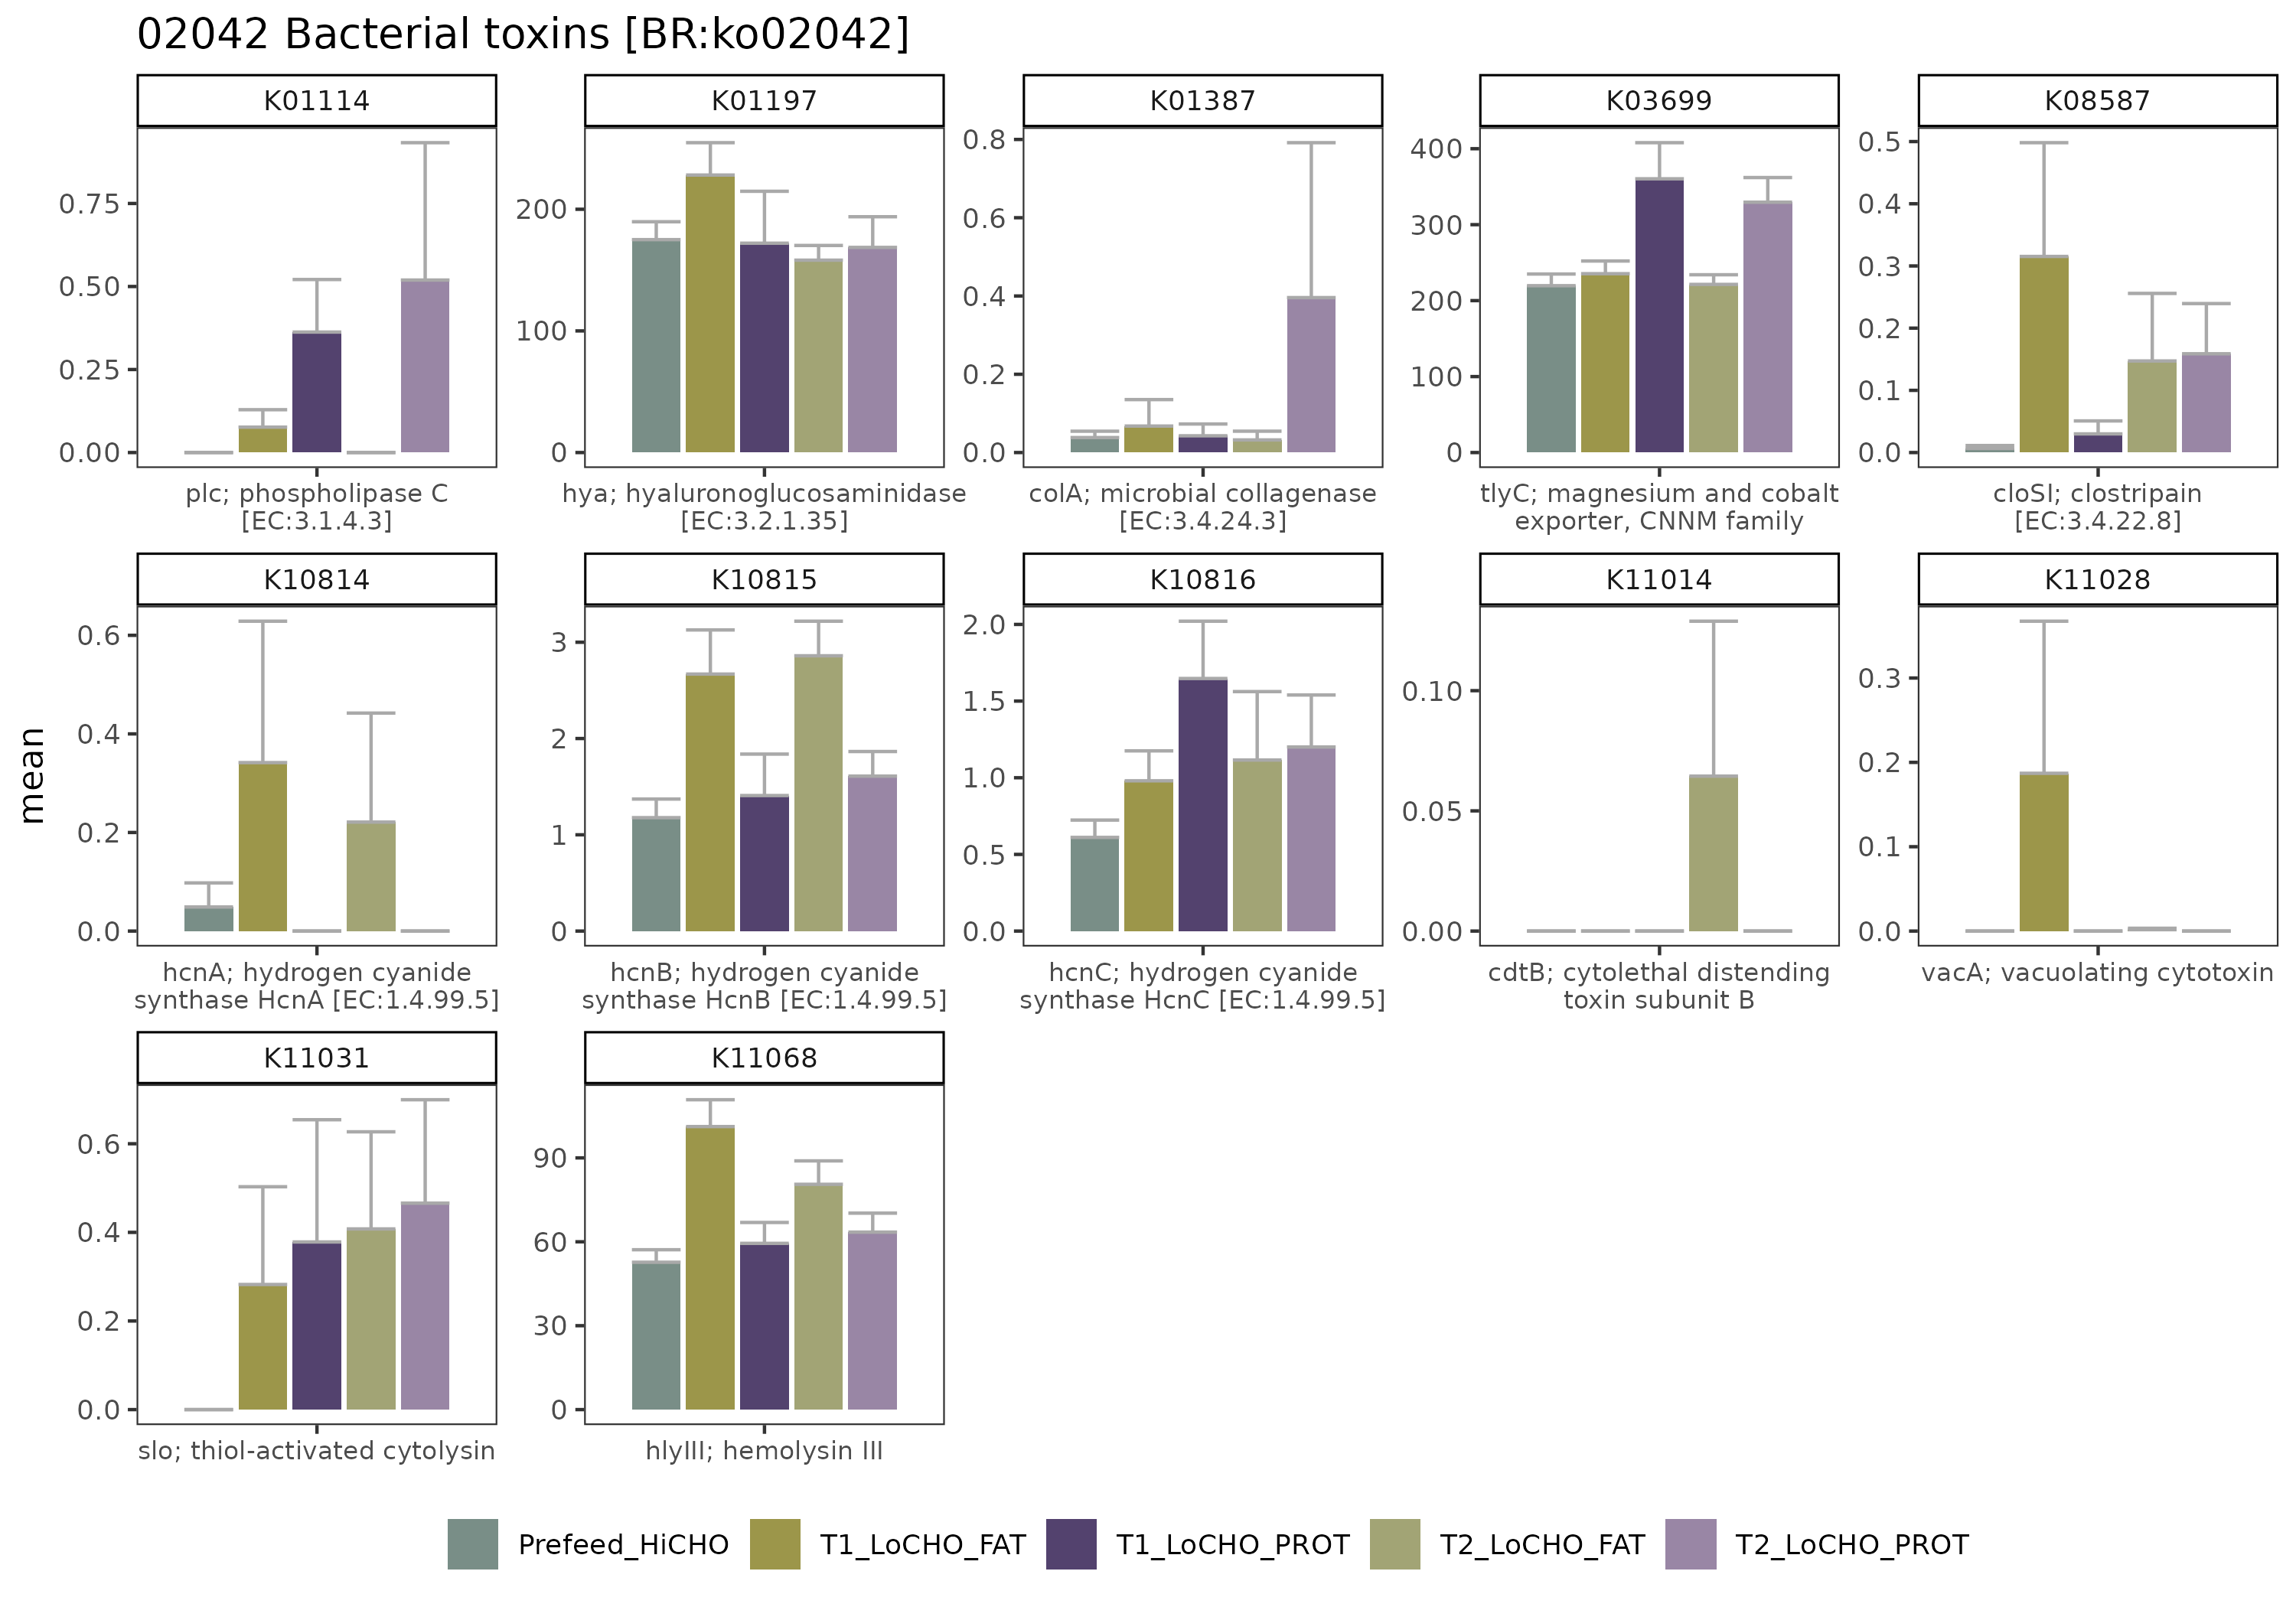 02042 Bacterial toxins [BR:ko02042]
K01114
K01197
K01387
K03699
K08587
0.75
0.50
0.25
0.00
200
100
0
0.8
0.6
0.4
0.2
0.0
400
300
200
100
0
0.5
0.4
0.3
0.2
0.1
0.0
plc; phospholipase C
[EC:3.1.4.3]
hya; hyaluronoglucosaminidase
[EC:3.2.1.35]
colA; microbial collagenase
[EC:3.4.24.3]
tlyC; magnesium and cobalt
exporter, CNNM family
cloSI; clostripain
[EC:3.4.22.8]
mean
K10814
K10815
K10816
K11014
K11028
0.6
0.4
0.2
0.0
3
2
1
0
2.0
1.5
1.0
0.5
0.0
0.10
0.05
0.00
0.3
0.2
0.1
0.0
hcnA; hydrogen cyanide
synthase HcnA [EC:1.4.99.5]
hcnB; hydrogen cyanide
synthase HcnB [EC:1.4.99.5]
hcnC; hydrogen cyanide
synthase HcnC [EC:1.4.99.5]
cdtB; cytolethal distending
toxin subunit B
vacA; vacuolating cytotoxin
K11031
K11068
0.6
0.4
0.2
0.0
90
60
30
0
slo; thiol-activated cytolysin
hlyIII; hemolysin III
Prefeed_HiCHO
T1_LoCHO_FAT
T1_LoCHO_PROT
T2_LoCHO_FAT
T2_LoCHO_PROT